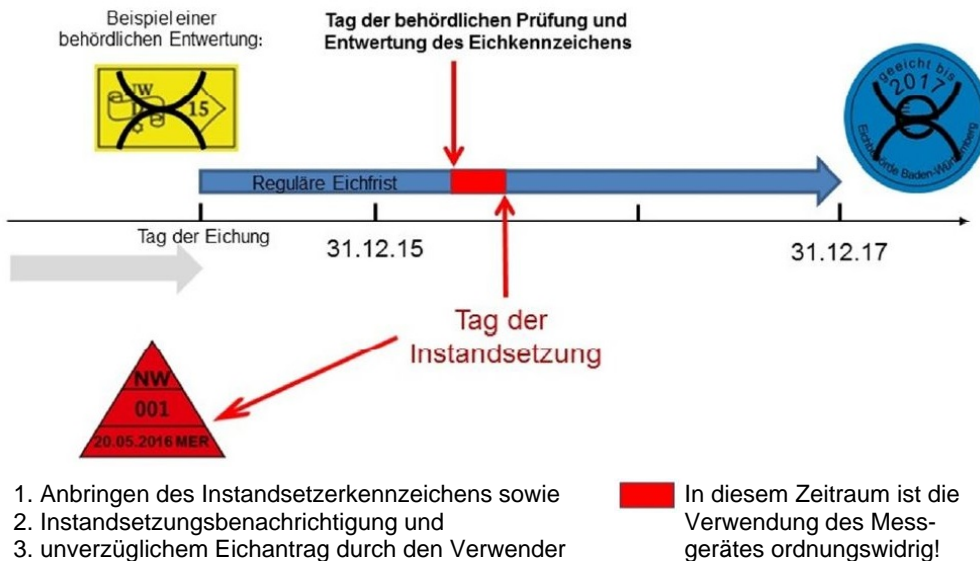 Beispiel einer
behördlichen Entwertung:
Tag der behördlichen Prüfung und
Entwertung des Eichkennzeichens
15
geeicht bis
2017
Eichbehörde Baden-Württemberg
Reguläre Eichfrist
Tag der Eichung
31.12.15
31.12.17
Tag der
Instandsetzung
NW
001
20.05.2016 MER
1. Anbringen des Instandsetzerkennzeichens sowie
2. Instandsetzungsbenachrichtigung und
3. unverzüglichem Eichantrag durch den Verwender
In diesem Zeitraum ist die
Verwendung des Mess-
gerätes ordnungswidrig!